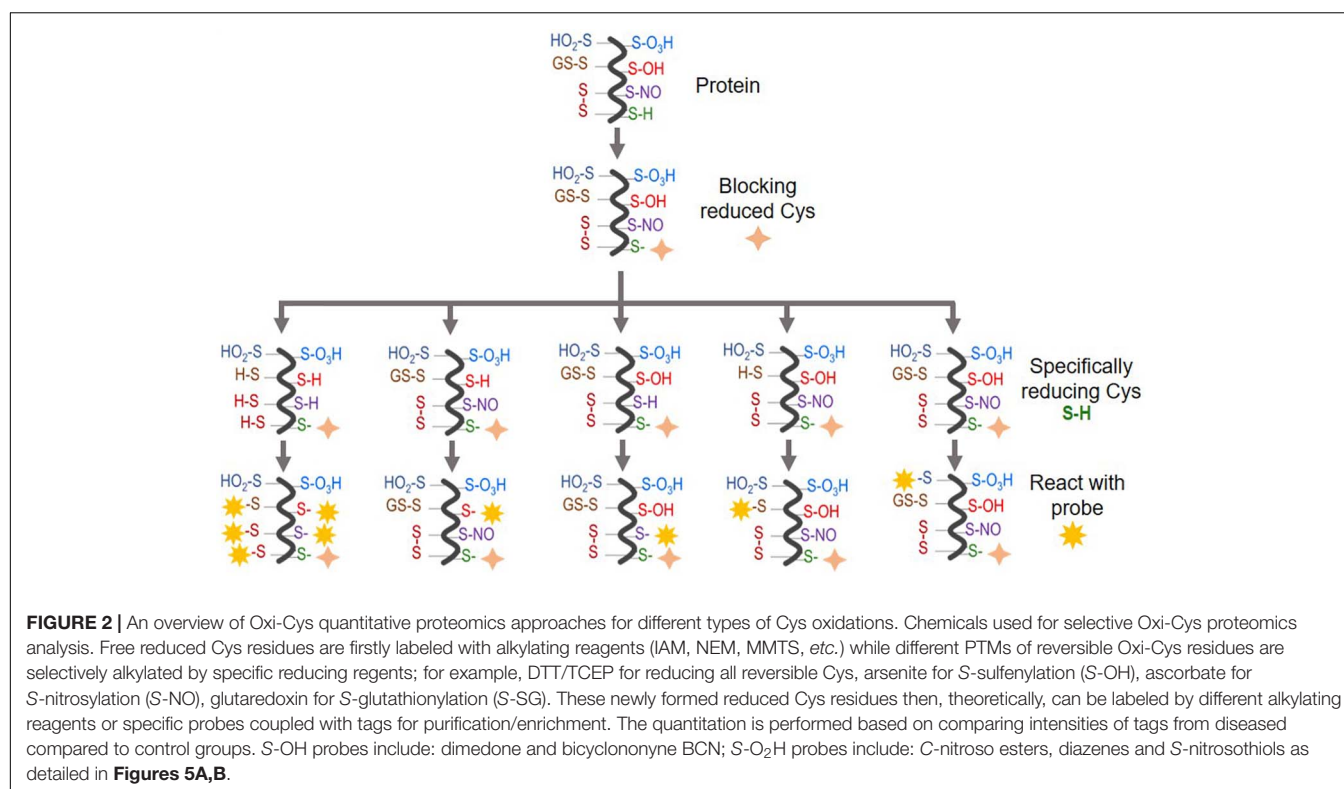 HO2-S S-O3H
GS-S S-OH
S S-NO
S S-H
Protein
HO2-S S-O3H
GS-S S-OH
S S-NO
S S-
Blocking
reduced Cys
HO2-S S-O3H HO2-S S-O3H HO2-S S-O3H HO2-S S-O3H HO2-S S-O3H
H-S S-H GS-S S-H GS-S S-OH H-S S-OH GS-S S-OH
H-S S-H S S-NO S S-H S S-NO S S-NO
H-S S- S S- S S- S S- S S-
Specifically
reducing Cys
S-H
HO2-S S-O3H HO2-S S-O3H HO2-S S-O3H HO2-S S-O3H -S S-O3H
-S S- GS-S S- GS-S S-OH -S S-OH GS-S S-OH
-S S- S S-NO S S- S S-NO S S-NO
-S S- S S- S S- S S- S S-
React with
probe
FIGURE 2 | An overview of Oxi-Cys quantitative proteomics approaches for different types of Cys oxidations. Chemicals used for selective Oxi-Cys proteomics
analysis. Free reduced Cys residues are firstly labeled with alkylating reagents (IAM, NEM, MMTS, etc.) while different PTMs of reversible Oxi-Cys residues are
selectively alkylated by specific reducing regents; for example, DTT/TCEP for reducing all reversible Cys, arsenite for S-sulfenylation (S-OH), ascorbate for
S-nitrosylation (S-NO), glutaredoxin for S-glutathionylation (S-SG). These newly formed reduced Cys residues then, theoretically, can be labeled by different alkylating
reagents or specific probes coupled with tags for purification/enrichment. The quantitation is performed based on comparing intensities of tags from diseased
compared to control groups. S-OH probes include: dimedone and bicyclononyne BCN; S-O2H probes include: C-nitroso esters, diazenes and S-nitrosothiols as
detailed in Figures 5A,B.